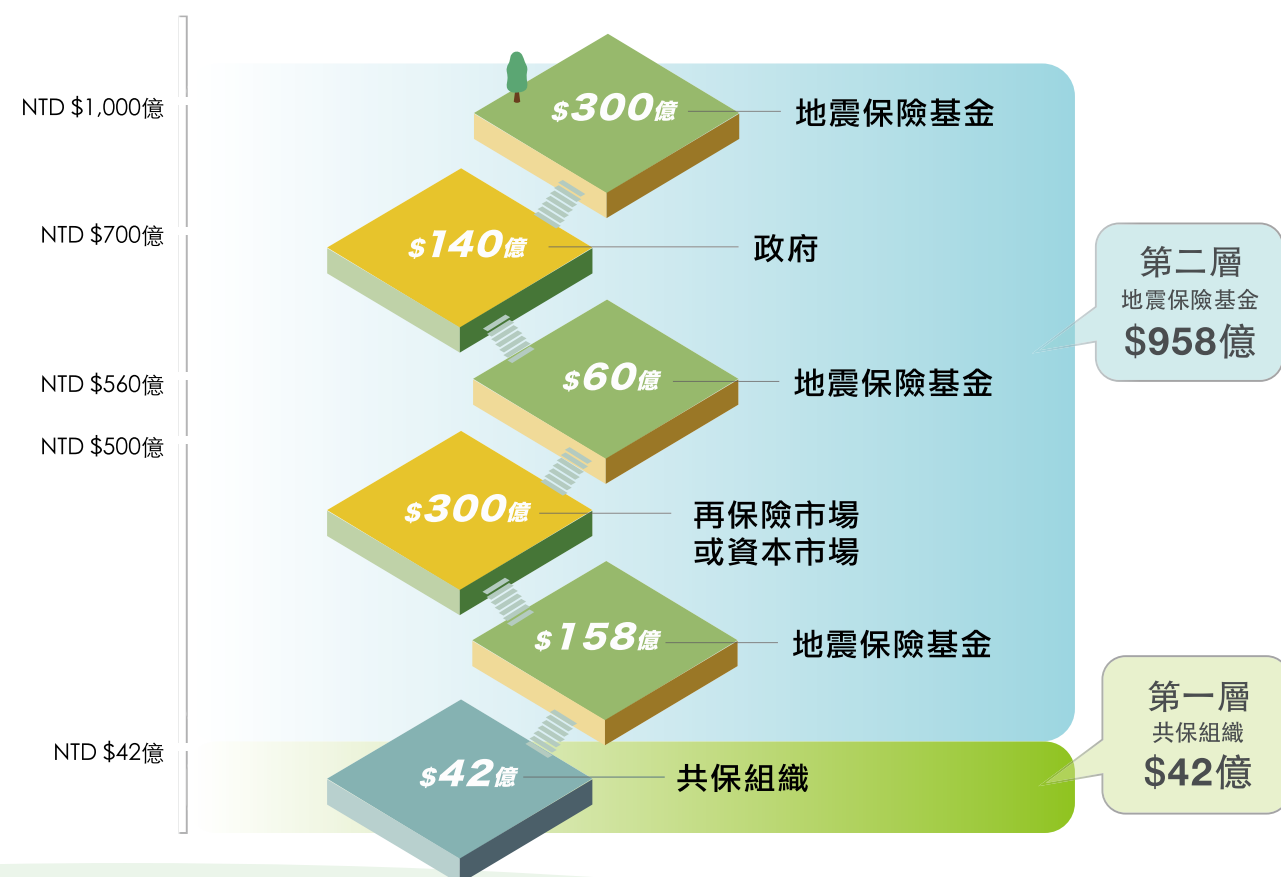 NTD $1,000億
$300億
地震保險基金
NTD $700億
$140億
政府
第二層
地震保險基金
$958億
NTD $560億
$60億
地震保險基金
NTD $500億
$300億
再保險市場
或資本市場
$158億
地震保險基金
第一層
共保組織
$42億
NTD $42億
$42億
共保組織